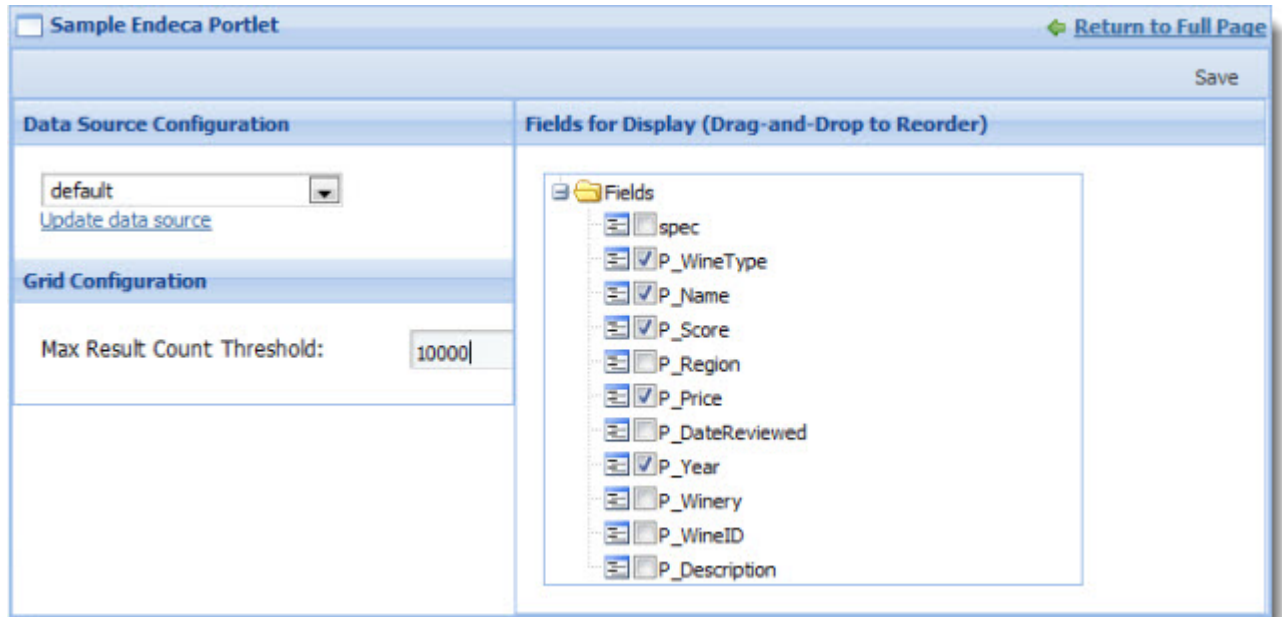 Sample Endeca Portlet
Return to Full Page
Save
Data Source Configuration
default
Update data source
Grid Configuration
Max Result Count Threshold: 10000
Fields for Display (Drag-and-Drop to Reorder)
Fields
spec
P_WineType
P_Name
P_Score
P_Region
P_Price
P_DateReviewed
P_Year
P_Winery
P_WineID
P_Description